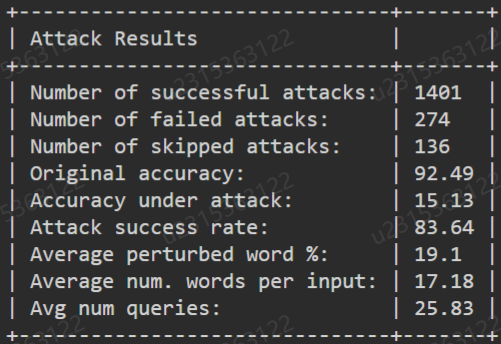 +---------------------------------+-------+
| Attack Results                  |       |
+---------------------------------+-------+
| Number of successful attacks:   | 1401  |
| Number of failed attacks:       | 274   |
| Number of skipped attacks:      | 136   |
| Original accuracy:              | 92.49 |
| Accuracy under attack:          | 15.13 |
| Attack success rate:            | 83.64 |
| Average perturbed word %:       | 19.1  |
| Average num. words per input:   | 17.18 |
| Avg num queries:                | 25.83 |
+---------------------------------+-------+
u2315363122